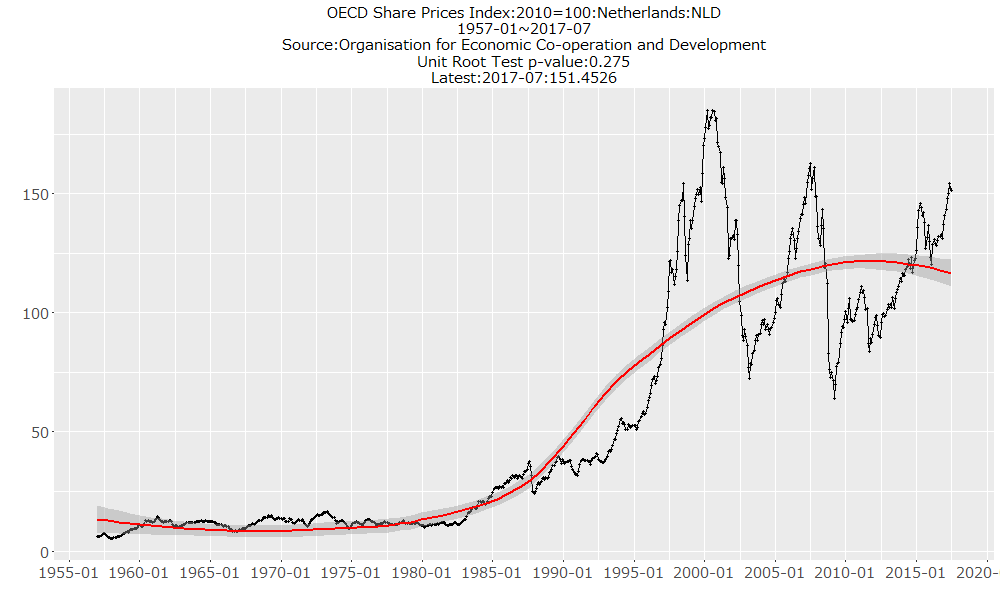 OECD Share Prices Index:2010=100:Netherlands:NLD
1957-01~2017-07
Source:Organisation for Economic Co-operation and Development
Unit Root Test p-value:0.275
Latest:2017-07:151.4526
150
100
50
0
1955-01 1960-01 1965-01 1970-01 1975-01 1980-01 1985-01 1990-01 1995-01 2000-01 2005-01 2010-01 2015-01 2020-